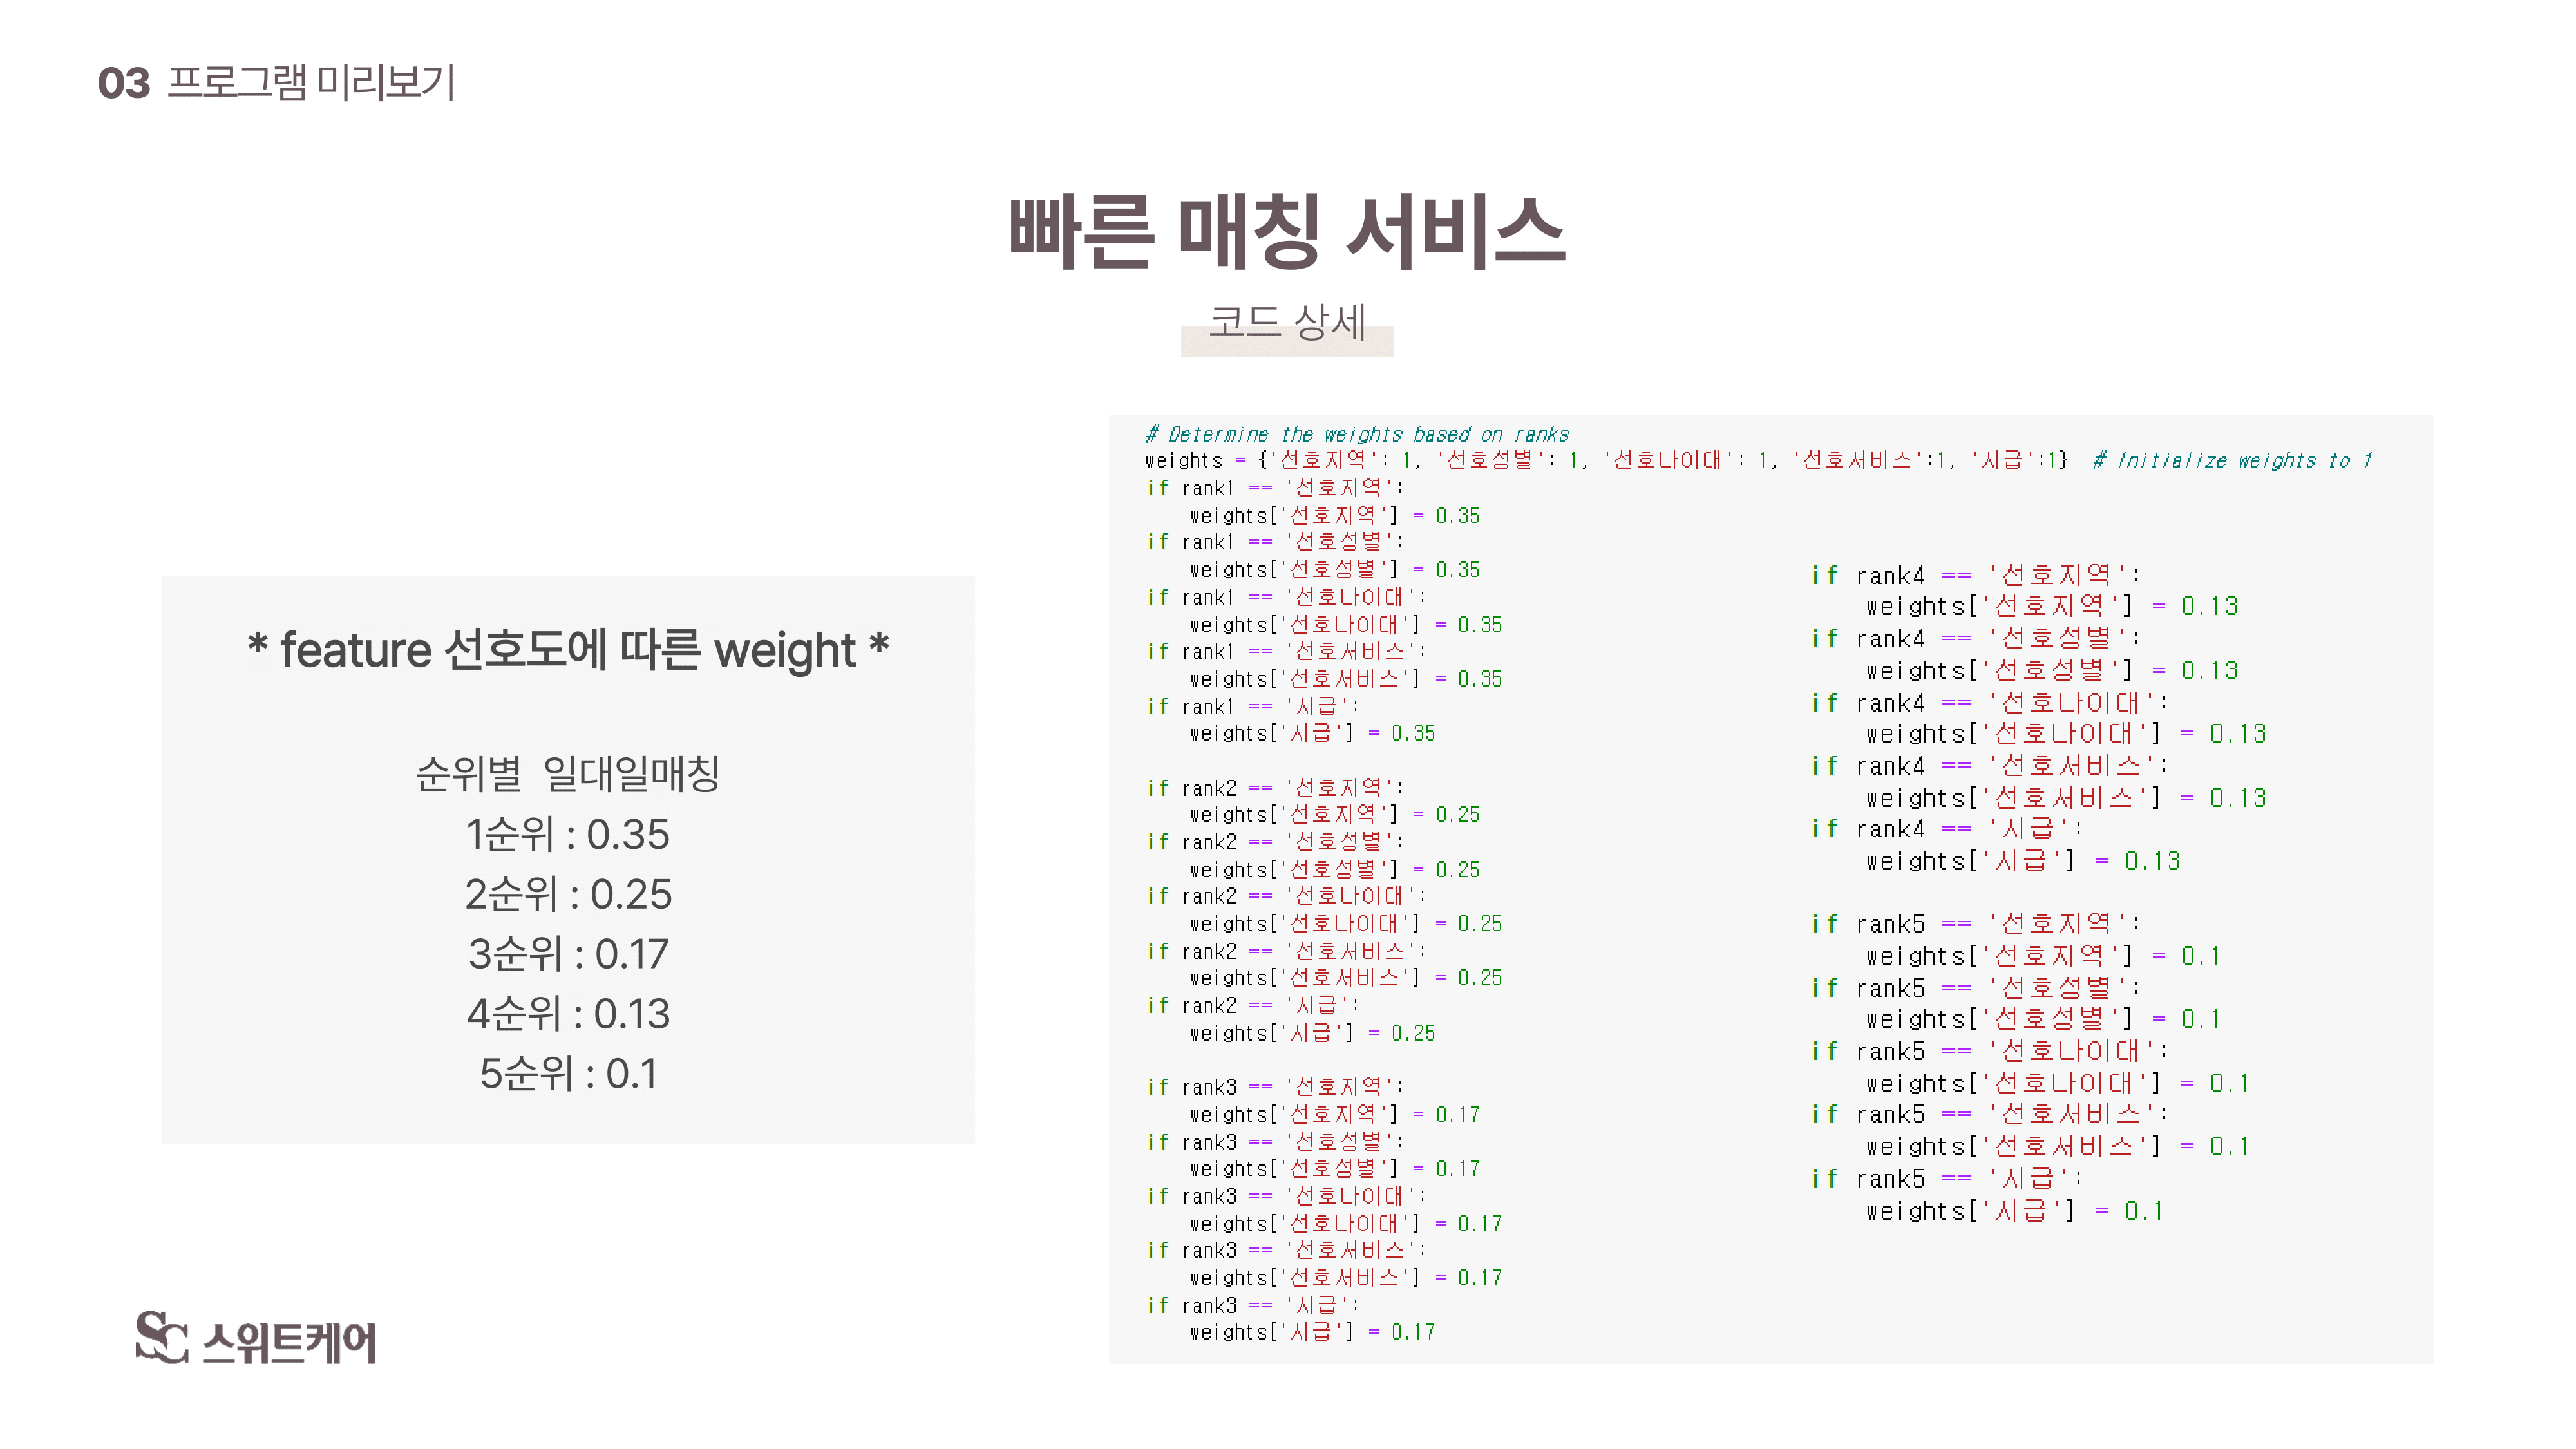 03 프로그램 미리보기
빠른 매칭 서비스
코드 상세
* feature 선호도에 따른 weight *
순위별 일대일매칭
1순위 : 0.35
2순위 : 0.25
3순위 : 0.17
4순위 : 0.13
5순위 : 0.1
# Determine the weights based on ranks
weights = {'선호지역': 1, '선호성별': 1, '선호나이대': 1, '선호서비스':1, '시급':1}  # Initialize weights to 1
if rank1 == '선호지역':
    weights['선호지역'] = 0.35
if rank1 == '선호성별':
    weights['선호성별'] = 0.35
if rank1 == '선호나이대':
    weights['선호나이대'] = 0.35
if rank1 == '선호서비스':
    weights['선호서비스'] = 0.35
if rank1 == '시급':
    weights['시급'] = 0.35
if rank2 == '선호지역':
    weights['선호지역'] = 0.25
if rank2 == '선호성별':
    weights['선호성별'] = 0.25
if rank2 == '선호나이대':
    weights['선호나이대'] = 0.25
if rank2 == '선호서비스':
    weights['선호서비스'] = 0.25
if rank2 == '시급':
    weights['시급'] = 0.25
if rank3 == '선호지역':
    weights['선호지역'] = 0.17
if rank3 == '선호성별':
    weights['선호성별'] = 0.17
if rank3 == '선호나이대':
    weights['선호나이대'] = 0.17
if rank3 == '선호서비스':
    weights['선호서비스'] = 0.17
if rank3 == '시급':
    weights['시급'] = 0.17
if rank4 == '선호지역':
    weights['선호지역'] = 0.13
if rank4 == '선호성별':
    weights['선호성별'] = 0.13
if rank4 == '선호나이대':
    weights['선호나이대'] = 0.13
if rank4 == '선호서비스':
    weights['선호서비스'] = 0.13
if rank4 == '시급':
    weights['시급'] = 0.13
if rank5 == '선호지역':
    weights['선호지역'] = 0.1
if rank5 == '선호성별':
    weights['선호성별'] = 0.1
if rank5 == '선호나이대':
    weights['선호나이대'] = 0.1
if rank5 == '선호서비스':
    weights['선호서비스'] = 0.1
if rank5 == '시급':
    weights['시급'] = 0.1
SC 스위트케어